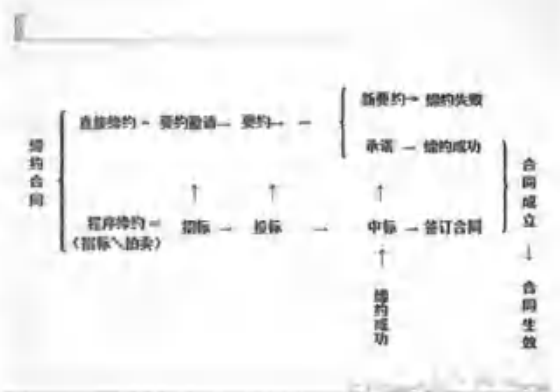 新要约→ 缔约失败
直接缔约 - 要约邀请→ 要约→ -
承诺 → 缔约成功
缔约合同
合同成立
↑ ↑ ↑
程序缔约 =
(招标、拍卖)
招标 → 投标 → 中标 → 签订合同
↑
↓
缔约成功
合同生效